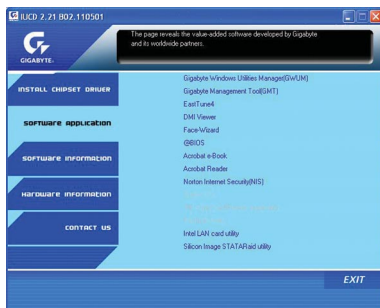 IUCD 2.21 B02.110501
The page reveals the value-added software developed by Gigabyte
and its worldwide partners.
GIGABYTE
INSTALL CHIPSET DRIVER
SOFTWARE APPLICATION
SOFTWARE INFORMATION
HARDWARE INFORMATION
CONTACT US
Gigabyte Windows Utilities Manager(GWUM)
Gigabyte Management Tool(GMT)
EasiTune4
DMI Viewer
Face-Wizard
@BIOS
Acrobat e-Book
Acrobat Reader
Norton Internet Security(NIS)
Intel LAN card utility
Silicon Image STATARaid utility
EXIT